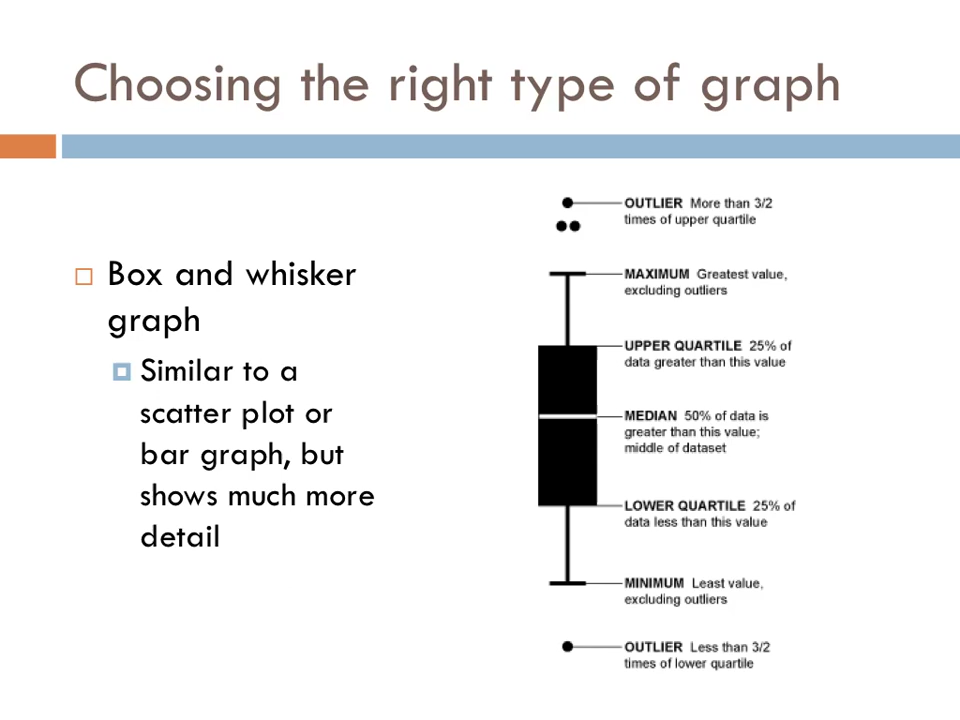 Choosing the right type of graph
Box and whisker
graph
Similar to a
scatter plot or
bar graph, but
shows much more
detail
OUTLIER More than 3/2
times of upper quartile
MAXIMUM Greatest value,
excluding outliers
UPPER QUARTILE 25% of
data greater than this value
MEDIAN 50% of data is
greater than this value;
middle of dataset
LOWER QUARTILE 25% of
data less than this value
MINIMUM Least value,
excluding outliers
OUTLIER Less than 3/2
times of lower quartile